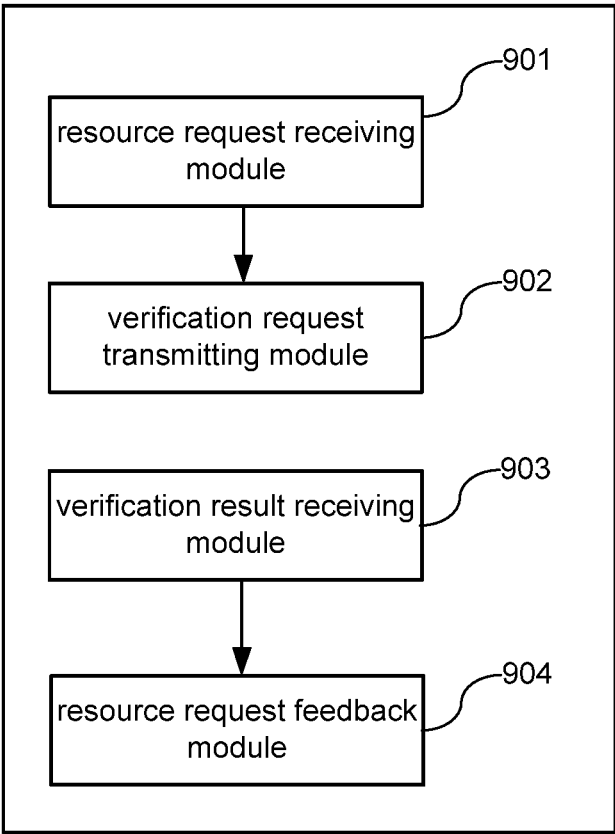 901
resource request receiving
module
902
verification request
transmitting module
903
verification result receiving
module
904
resource request feedback
module